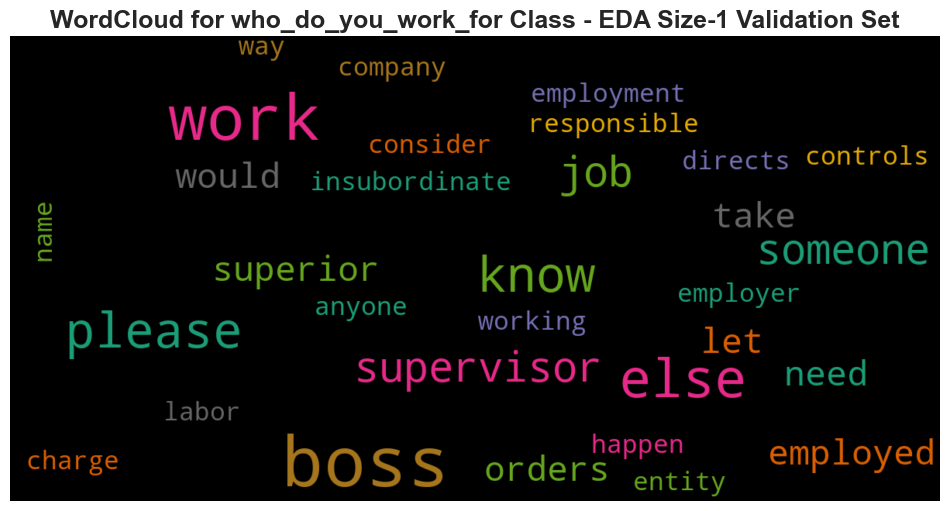 WordCloud for who_do_you_work_for Class - EDA Size-1 Validation Set
way
company
work
employment
responsible
consider
would
insubordinate
job
directs
controls
name
take
someone
superior
know
anyone
employer
please
working
let
supervisor
else
need
labor
charge
boss
orders
happen
entity
employed